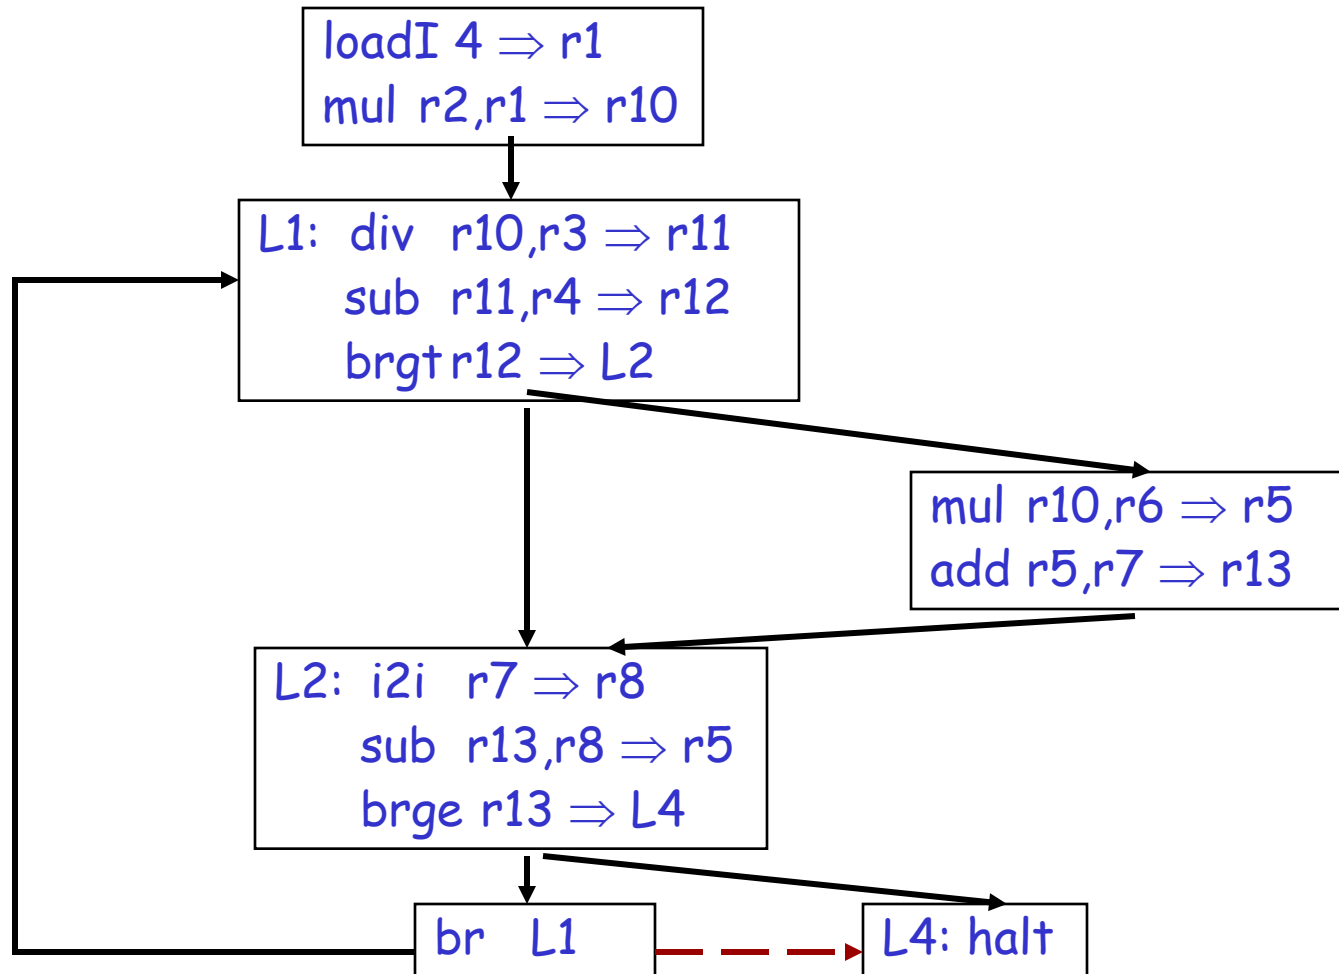 loadI 4 ⇒ r1
mul r2,r1 ⇒ r10
L1: div r10,r3 ⇒ r11
sub r11,r4 ⇒ r12
brgt r12 ⇒ L2
mul r10,r6 ⇒ r5
add r5,r7 ⇒ r13
L2: i2i r7 ⇒ r8
sub r13,r8 ⇒ r5
brge r13 ⇒ L4
br L1
L4: halt